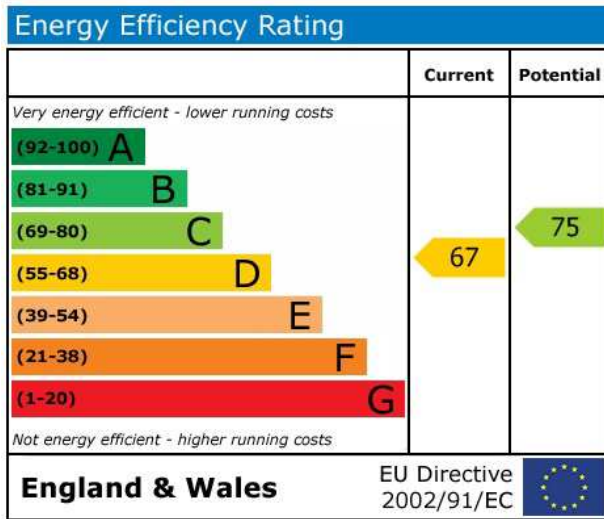 Energy Efficiency Rating
Current Potential
Very energy efficient - lower running costs
(92-100) A
(81-91) B
(69-80) C
75
67
(55-68) D
(39-54) E
(21-38) F
(1-20) G
Not energy efficient - higher running costs
England & Wales
EU Directive
2002/91/EC